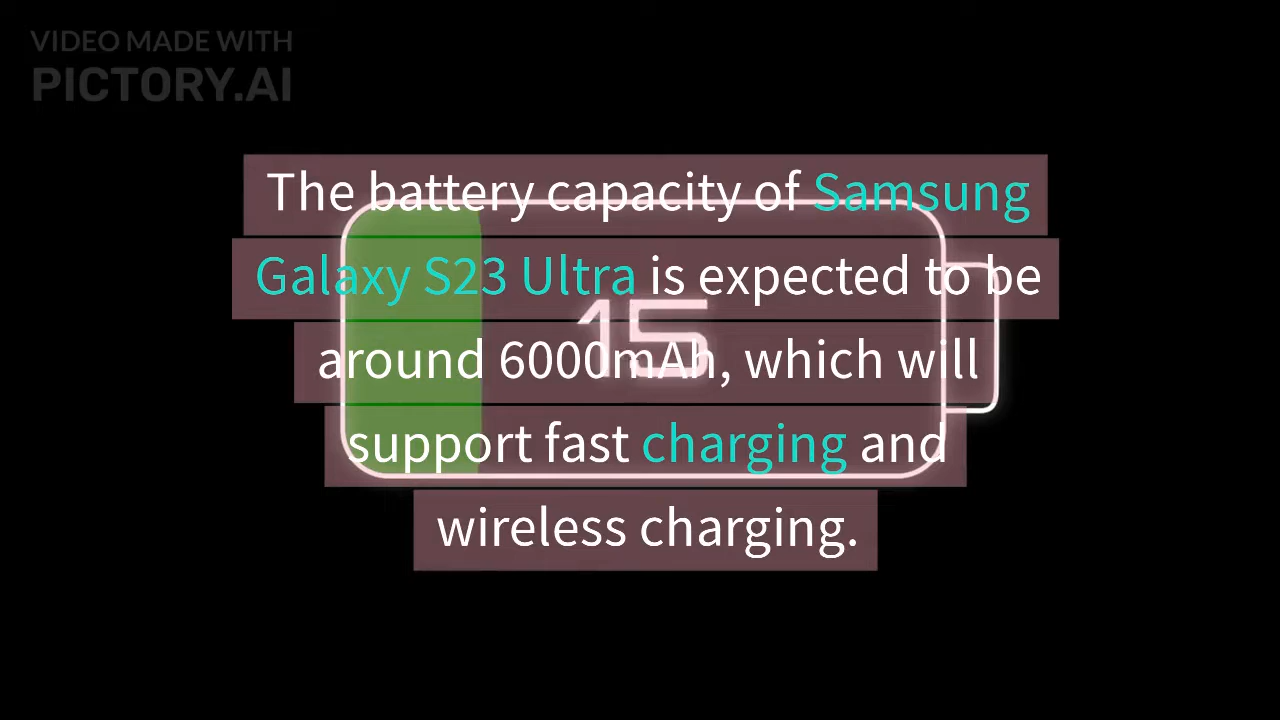 VIDEO MADE WITH
PICTORY.AI
The battery capacity of Samsung
Galaxy S23 Ultra is expected to be
around 6000mAh, which will
support fast charging and
wireless charging.
15